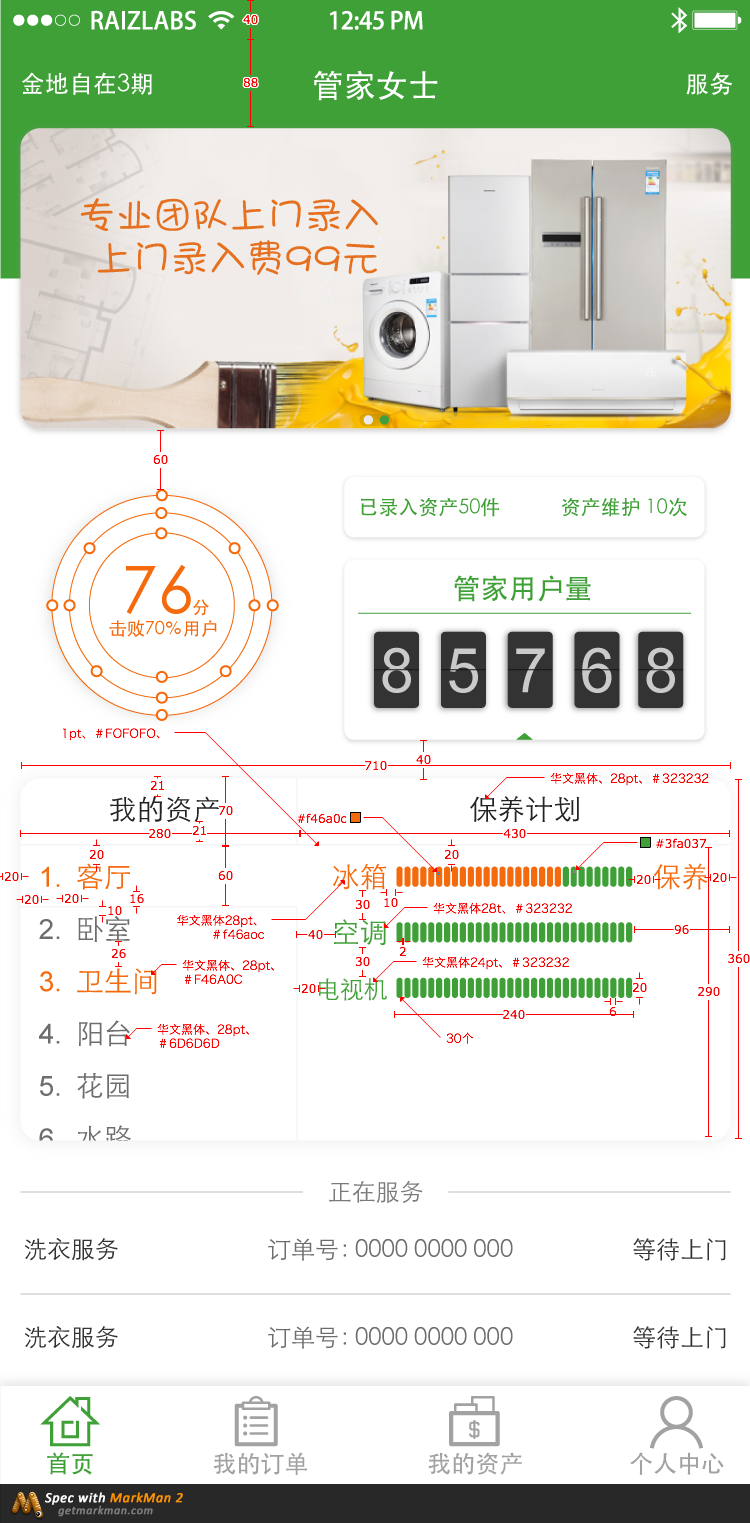 RAIZLABS 12:45 PM
40
88
金地自在3期 管家女士 服务
专业团队上门录入
上门录入费99元
60
已录入资产50件 资产维护 10次
76分
击败70%用户
管家用户量
8 5 7 6 8
1pt、#F0F0F0、
40
710
华文黑体、28pt、#323232
21
我的资产 70 保养计划
#f46a0c
280 21 430
#3fa037
20 20
20 1. 客厅 60 冰箱 20 保养 20
20 20 16 10
10 30
华文黑体28pt、
#f46aoc
华文黑体28t、#323232
2. 卧室 40 空调 96
26 2
360
华文黑体、28pt、
#F46A0C
30 华文黑体24pt、#323232
3. 卫生间 20 电视机 20
290
240 6
华文黑体、28pt、
#6D6D6D
4. 阳台 30个
5. 花园
6. 水路
正在服务
洗衣服务 订单号: 0000 0000 000 等待上门
洗衣服务 订单号: 0000 0000 000 等待上门
$
首页 我的订单 我的资产 个人中心
Spec with MarkMan 2
getmarkman.com